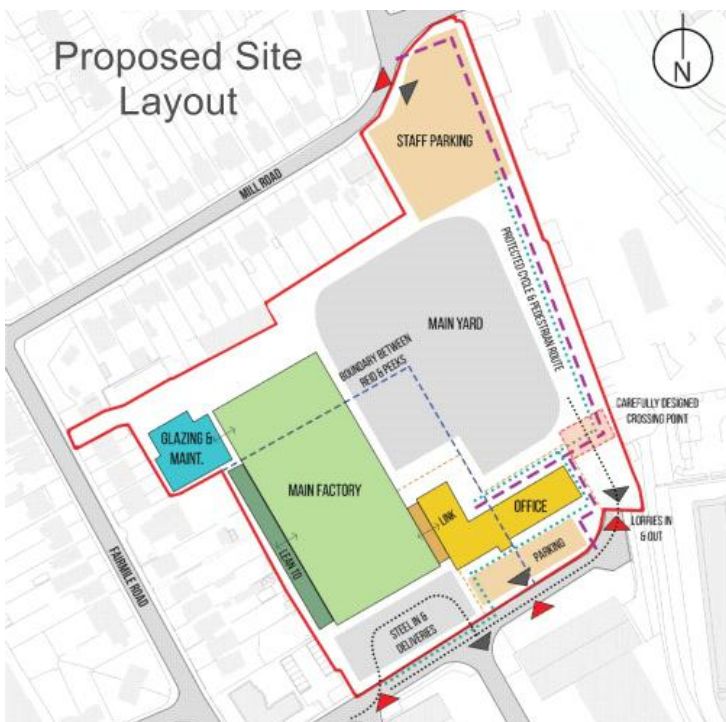 Proposed Site
Layout
N
STAFF PARKING
MILL ROAD
PROTECTED CYCLE & PEDESTRIAN ROUTE
MAIN YARD
BOUNDARY BETWEEN
REID & PEEKS
CAREFULLY DESIGNED
CROSSING POINT
GLAZING &
MAINT.
MAIN FACTORY
LINK
OFFICE
LORRIES IN
& OUT
PARKING
LEAN TO
FAIRMILE ROAD
STEEL IN &
DELIVERIES